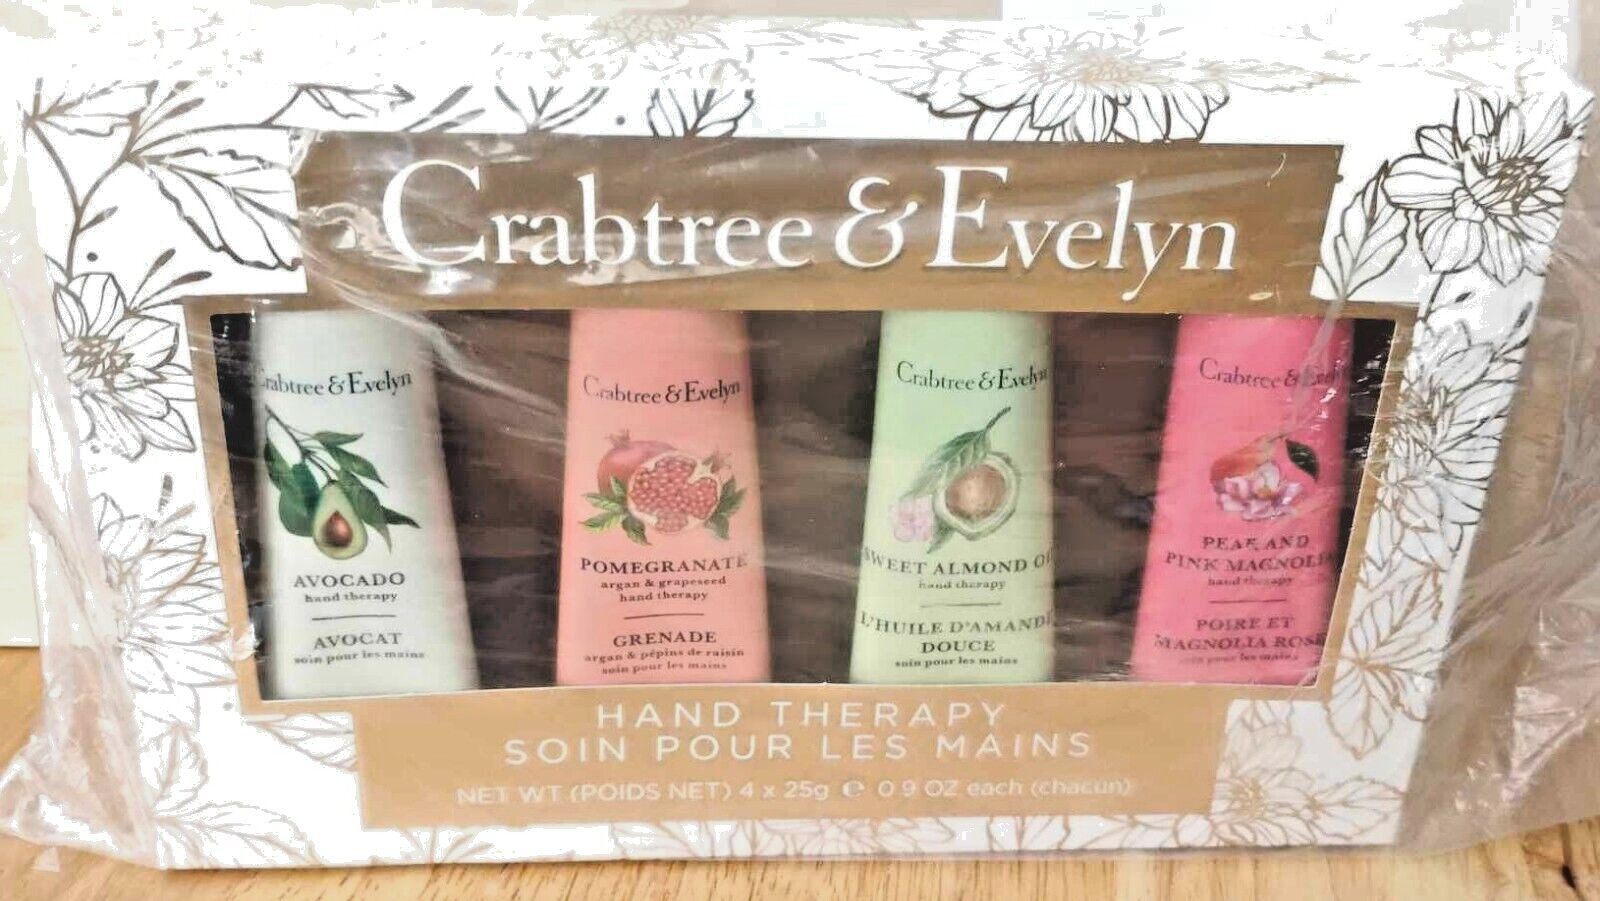 Crabtree & Evelyn
Crabtree & Evelyn
AVOCADO
hand therapy
AVOCAT
soin pour les mains
Crabtree & Evelyn
POMEGRANATE
argan & grapeseed
hand therapy
GRENADE
argan & pépins de raisin
soin pour les mains
Crabtree & Evelyn
SWEET ALMOND OI
hand therapy
L'HUILE D'AMANDE
DOUCE
soin pour les mains
Crabtree & Evelyn
PEAR AND
PINK MAGNOLIA
hand therapy
POIRE ET
MAGNOLIA ROSE
soin pour les mains
HAND THERAPY
SOIN POUR LES MAINS
NET WT (POIDS NET) 4 x 25g ℮ 0.9 OZ each (chacun)